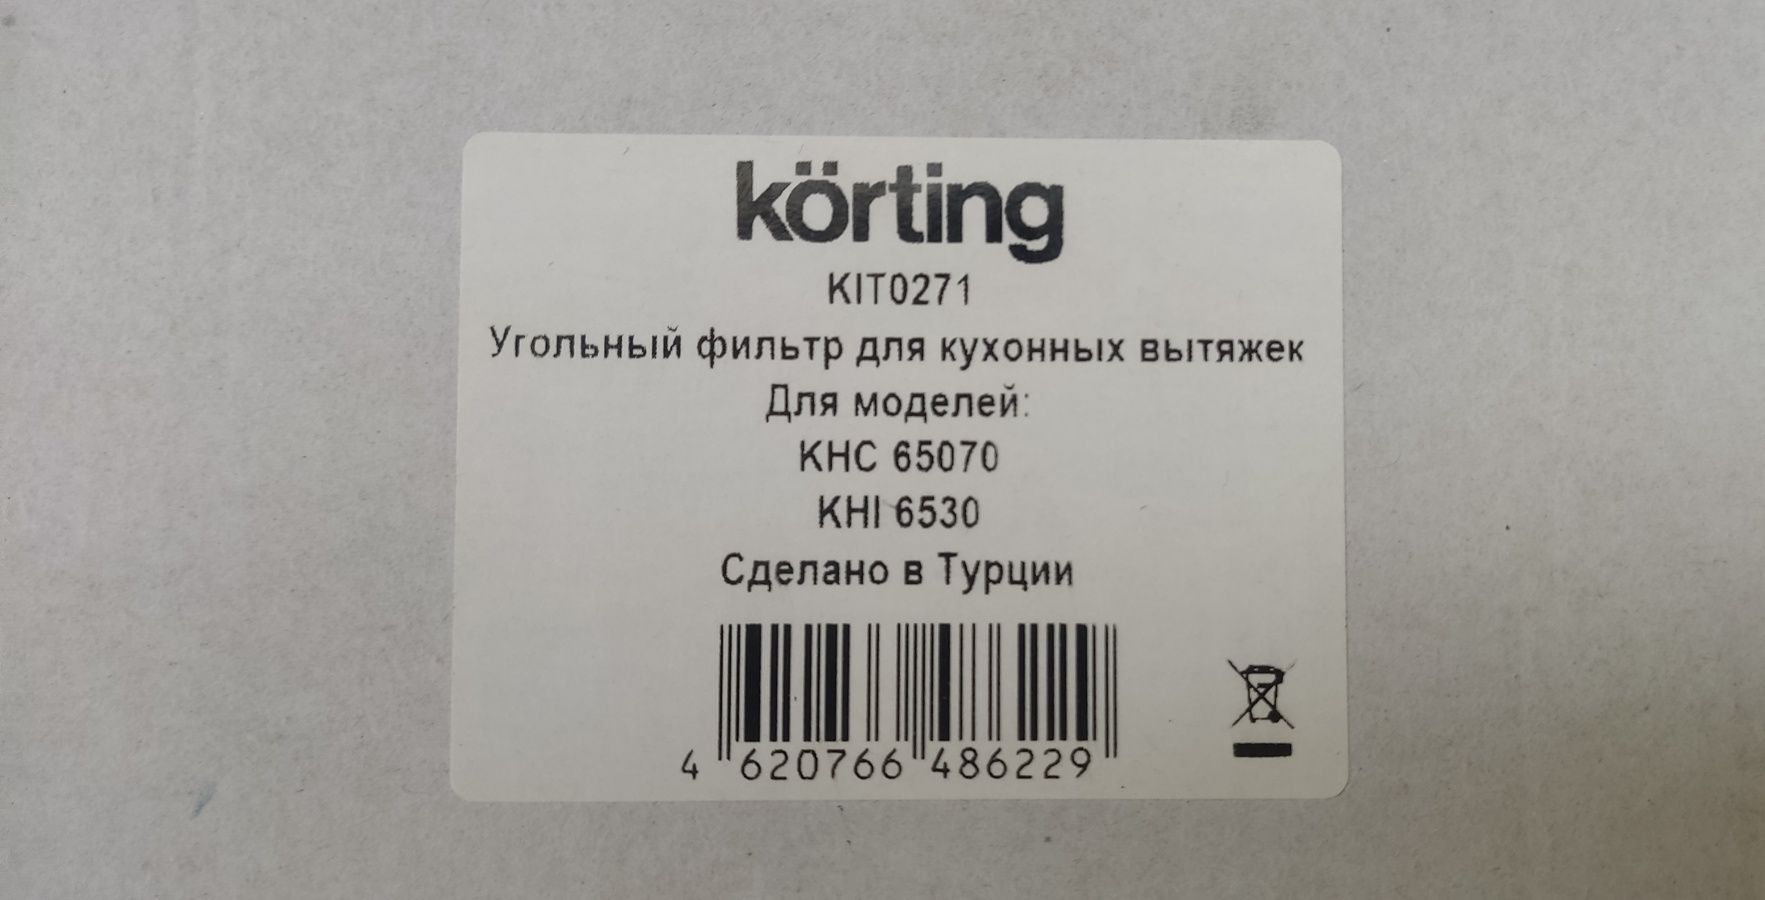 körting
KIT0271
Угольный фильтр для кухонных вытяжек
Для моделей:
KHC 65070
KHI 6530
Сделано в Турции
4 620766 486229